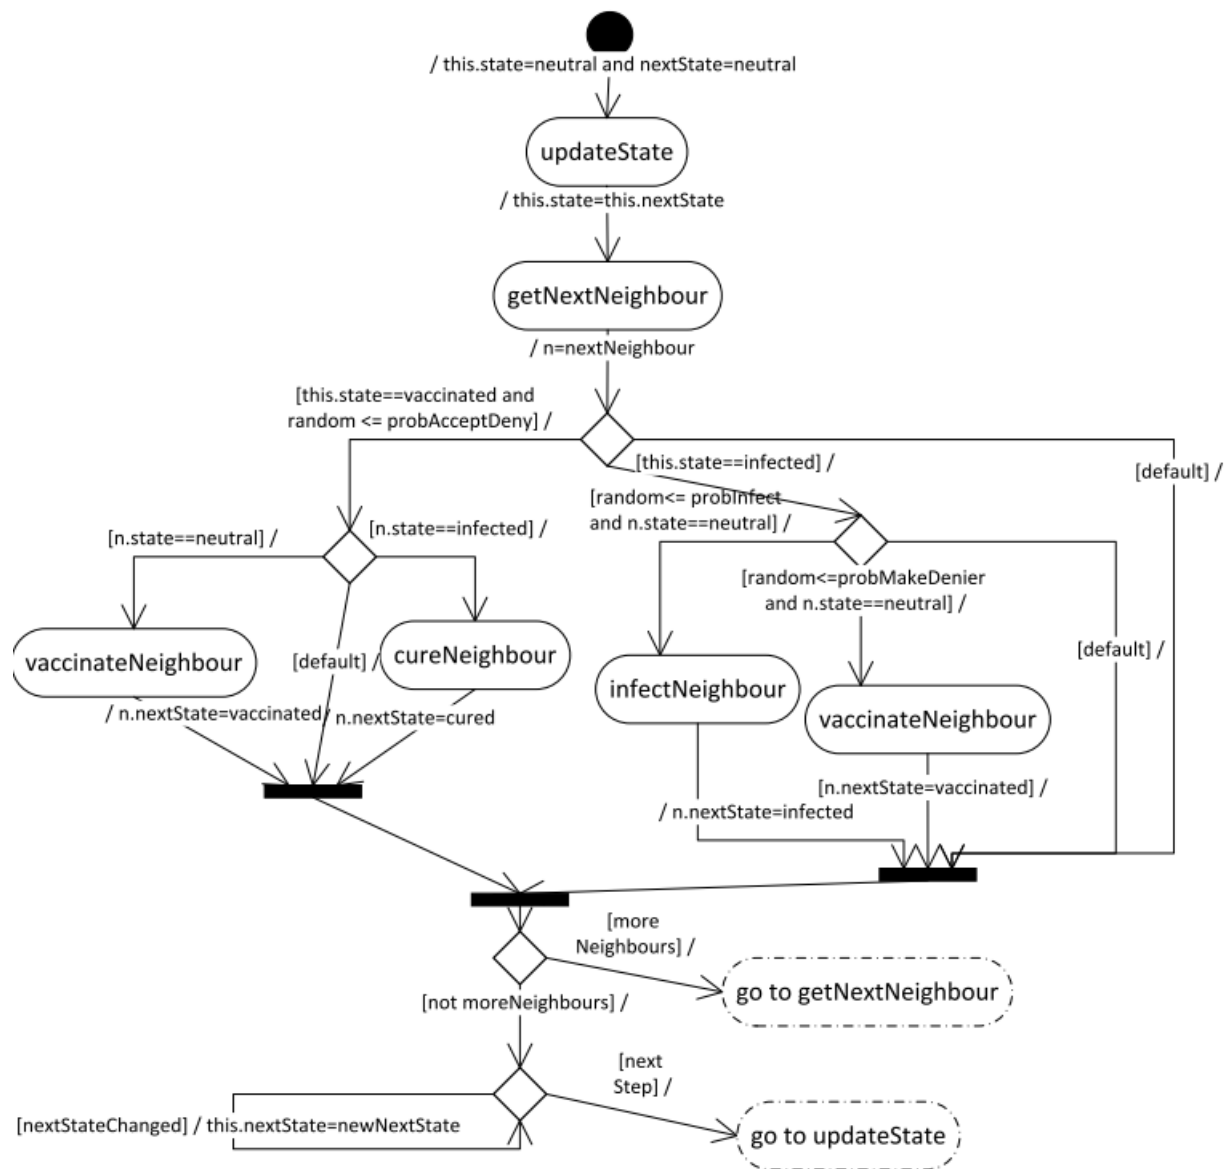 / this.state=neutral and nextState=neutral
updateState
/ this.state=this.nextState
getNextNeighbour
/ n=nextNeighbour
[this.state==vaccinated and
random <= probAcceptDeny] /
[this.state==infected] /
[default] /
[random<= probInfect
and n.state==neutral] /
[n.state==neutral] /
[n.state==infected] /
[random<=probMakeDenier
and n.state==neutral] /
vaccinateNeighbour
[default] /
cureNeighbour
[default] /
infectNeighbour
vaccinateNeighbour
/ n.nextState=vaccinated
/ n.nextState=cured
[n.nextState=vaccinated] /
/ n.nextState=infected
[more
Neighbours] /
go to getNextNeighbour
[not moreNeighbours] /
[next
Step] /
[nextStateChanged] / this.nextState=newNextState
go to updateState